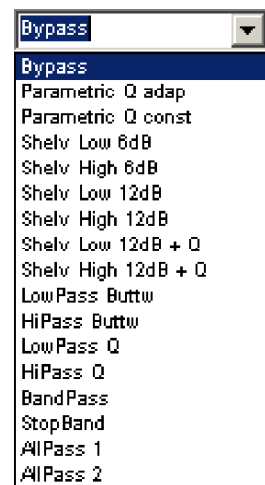 Bypass
Bypass
Parametric Q adap
Parametric Q const
Shelv Low 6dB
Shelv High 6dB
Shelv Low 12dB
Shelv High 12dB
Shelv Low 12dB + Q
Shelv High 12dB + Q
LowPass Buttw
HiPass Buttw
LowPass Q
HiPass Q
BandPass
StopBand
AllPass 1
AllPass 2